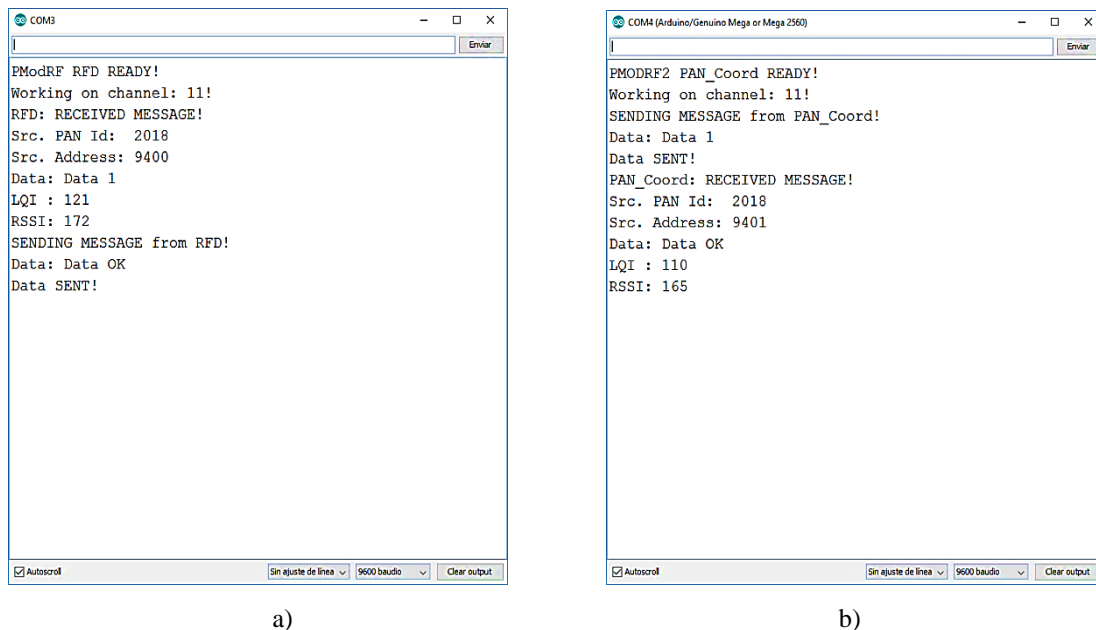 COM3
Enviar
PModRF RFD READY!
Working on channel: 11!
RFD: RECEIVED MESSAGE!
Src. PAN Id:  2018
Src. Address: 9400
Data: Data 1
LQI : 121
RSSI: 172
SENDING MESSAGE from RFD!
Data: Data OK
Data SENT!
Autoscroll
Sin ajuste de línea
9600 baudio
Clear output
a)
COM4 (Arduino/Genuino Mega or Mega 2560)
Enviar
PMODRF2 PAN_Coord READY!
Working on channel: 11!
SENDING MESSAGE from PAN_Coord!
Data: Data 1
Data SENT!
PAN_Coord: RECEIVED MESSAGE!
Src. PAN Id:  2018
Src. Address: 9401
Data: Data OK
LQI : 110
RSSI: 165
Autoscroll
Sin ajuste de línea
9600 baudio
Clear output
b)